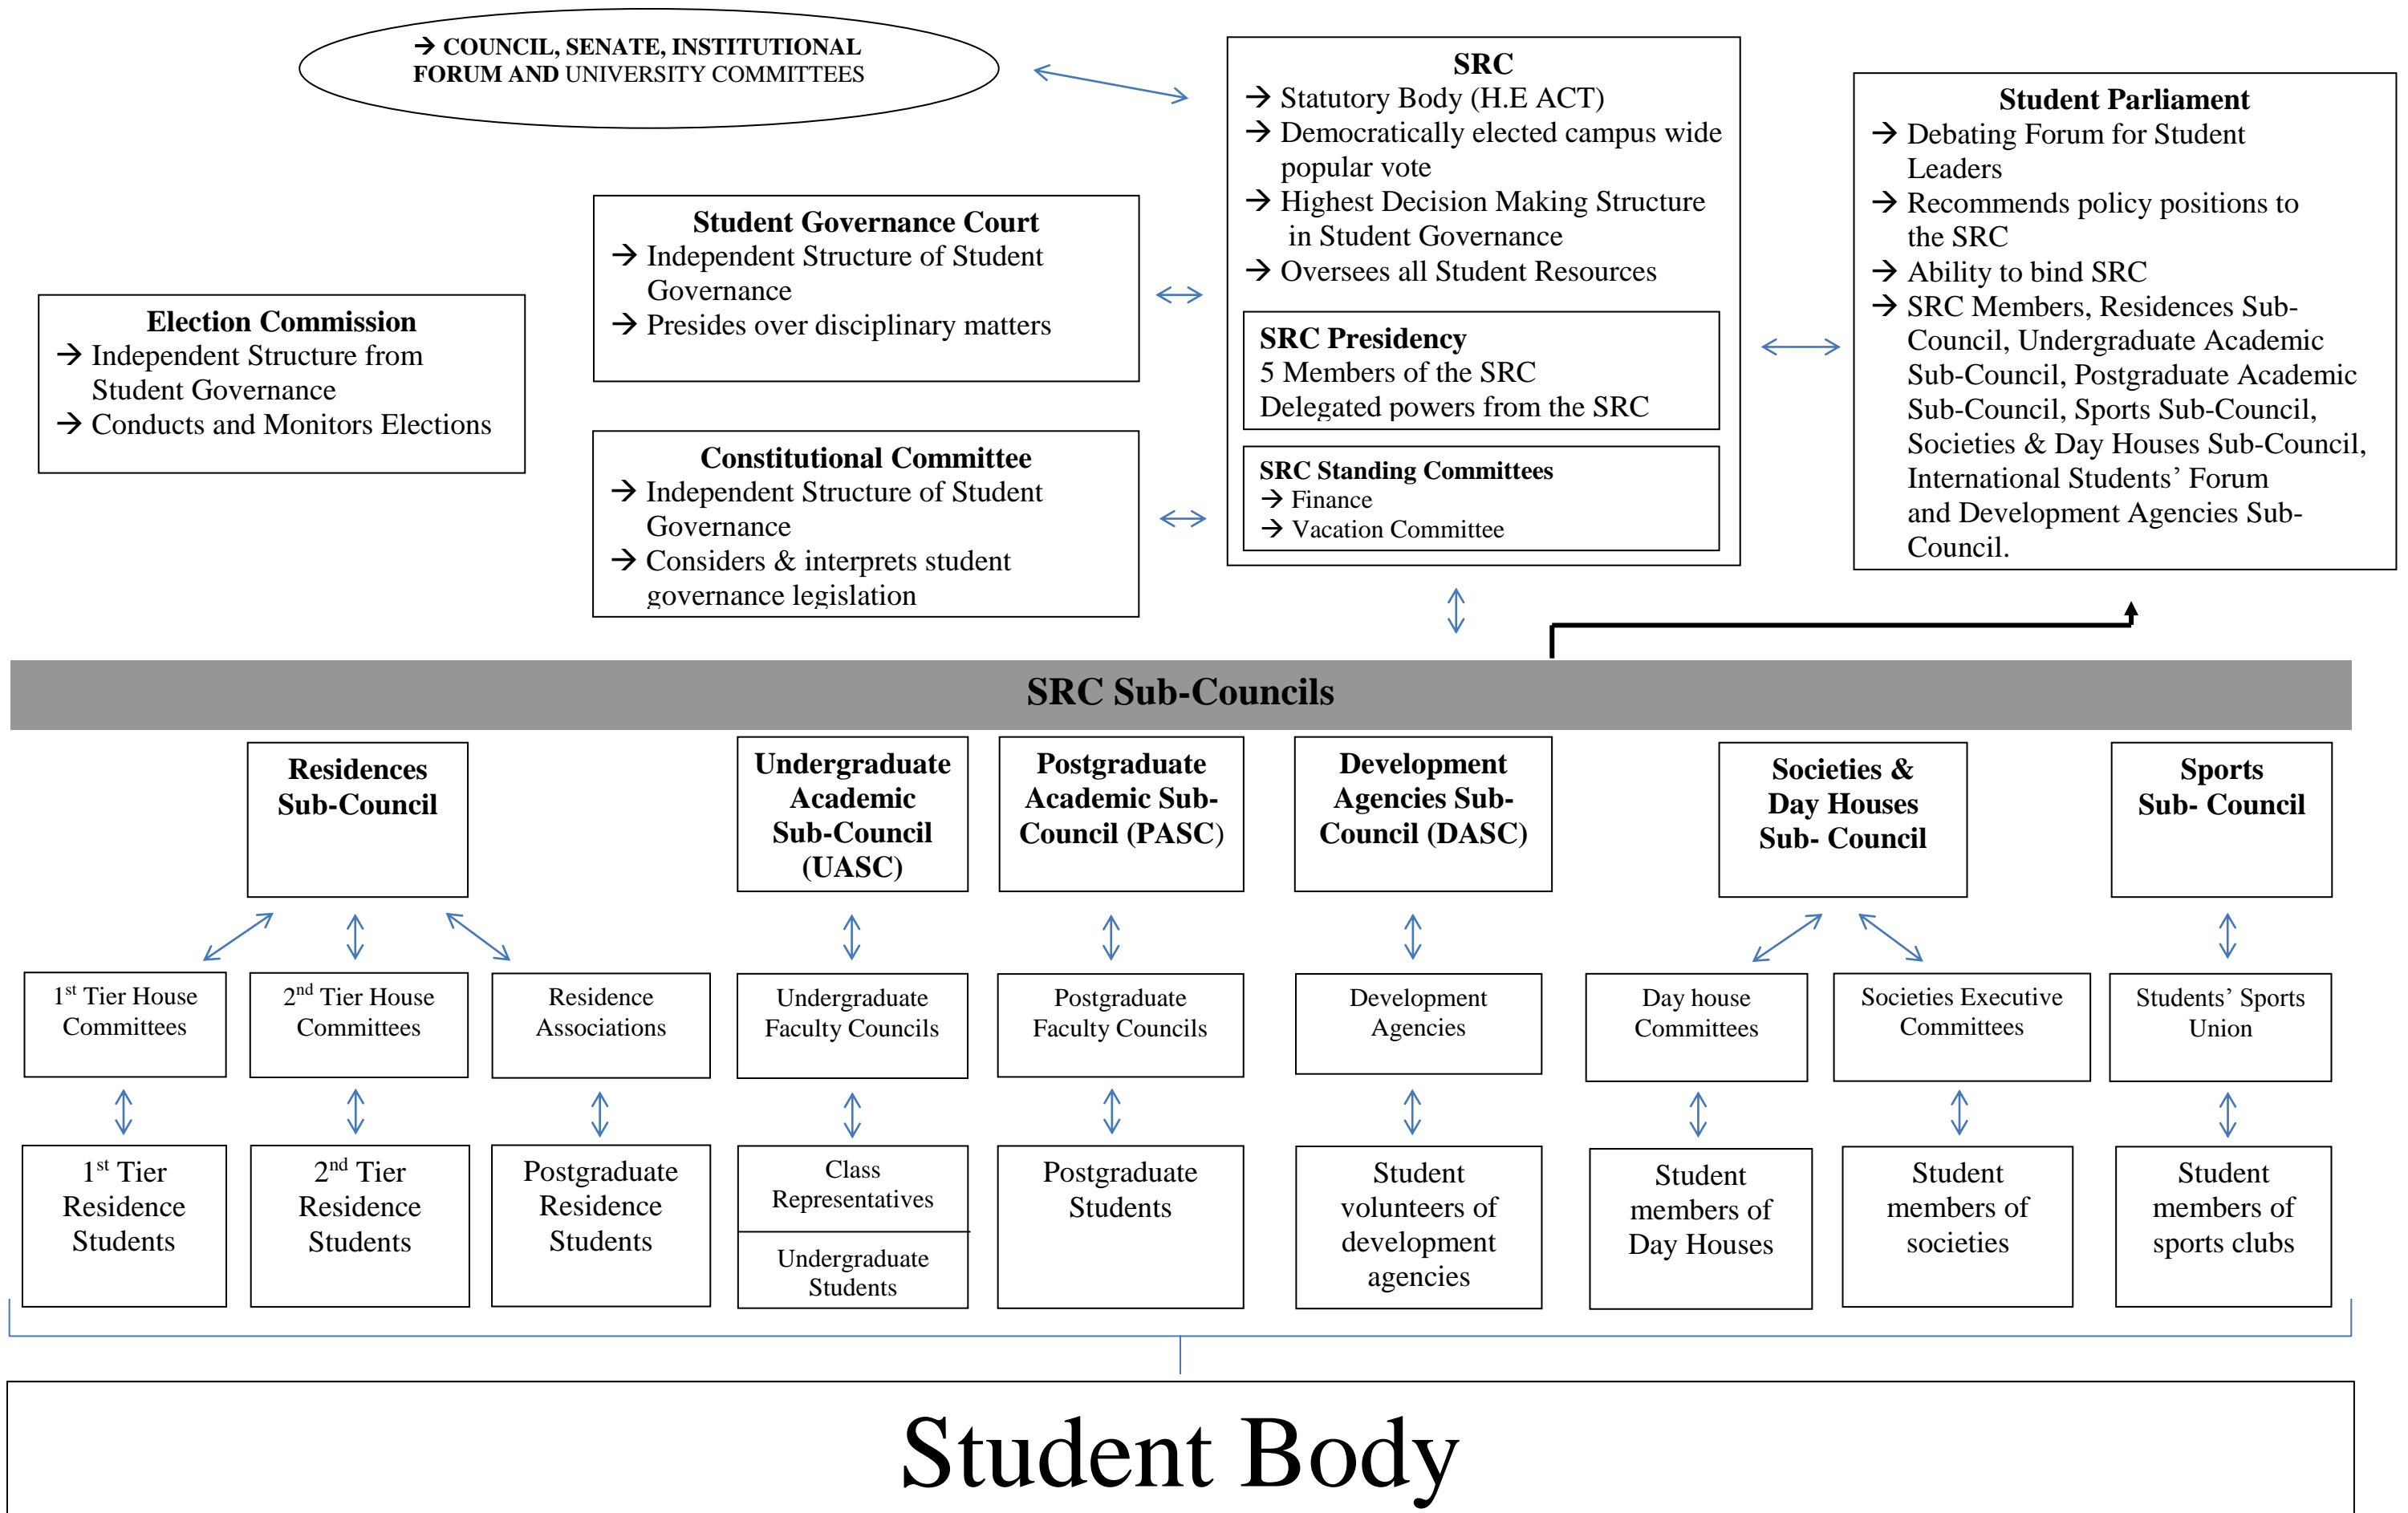 → COUNCIL, SENATE, INSTITUTIONAL
FORUM AND UNIVERSITY COMMITTEES
SRC
→ Statutory Body (H.E ACT)
→ Democratically elected campus wide
popular vote
→ Highest Decision Making Structure
in Student Governance
→ Oversees all Student Resources
SRC Presidency
5 Members of the SRC
Delegated powers from the SRC
SRC Standing Committees
→ Finance
→ Vacation Committee
Student Parliament
→ Debating Forum for Student
Leaders
→ Recommends policy positions to
the SRC
→ Ability to bind SRC
→ SRC Members, Residences Sub-
Council, Undergraduate Academic
Sub-Council, Postgraduate Academic
Sub-Council, Sports Sub-Council,
Societies & Day Houses Sub-Council,
International Students’ Forum
and Development Agencies Sub-
Council.
Student Governance Court
→ Independent Structure of Student
Governance
→ Presides over disciplinary matters
Election Commission
→ Independent Structure from
Student Governance
→ Conducts and Monitors Elections
Constitutional Committee
→ Independent Structure of Student
Governance
→ Considers & interprets student
governance legislation
SRC Sub-Councils
Residences
Sub-Council
Undergraduate
Academic
Sub-Council
(UASC)
Postgraduate
Academic Sub-
Council (PASC)
Development
Agencies Sub-
Council (DASC)
Societies &
Day Houses
Sub- Council
Sports
Sub- Council
1st Tier House
Committees
2nd Tier House
Committees
Residence
Associations
Undergraduate
Faculty Councils
Postgraduate
Faculty Councils
Development
Agencies
Day house
Committees
Societies Executive
Committees
Students’ Sports
Union
1st Tier
Residence
Students
2nd Tier
Residence
Students
Postgraduate
Residence
Students
Class
Representatives
Undergraduate
Students
Postgraduate
Students
Student
volunteers of
development
agencies
Student
members of
Day Houses
Student
members of
societies
Student
members of
sports clubs
Student Body